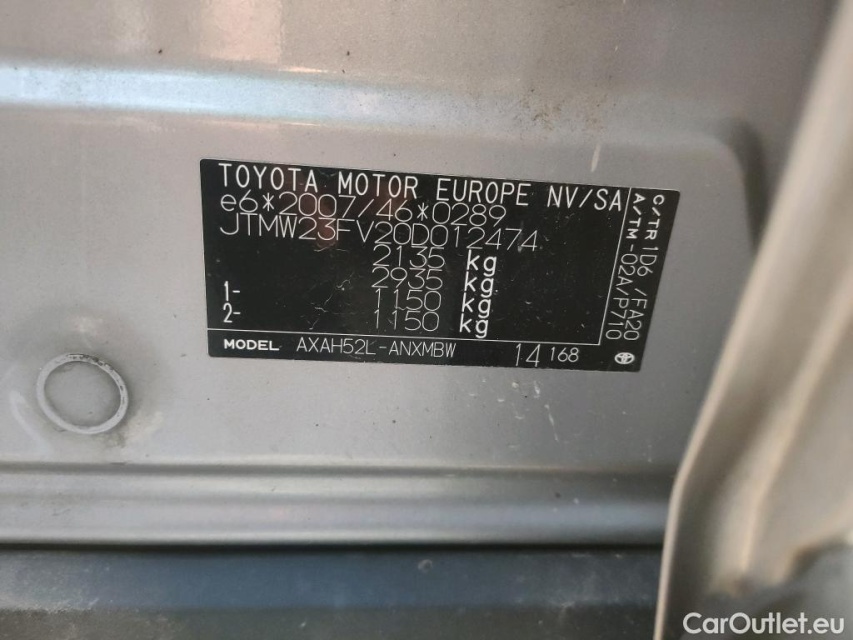 TOYOTA MOTOR EUROPE NV/SA
e6*2007/46*0289
JTMW23FV20D012474
2135 kg
2935 kg
1- 1150 kg
2- 1150 kg
MODEL AXAH52L-ANXMBW 14 168
C/TR 1D6 /FA20
A/TM -02A/P710
CarOutlet.eu